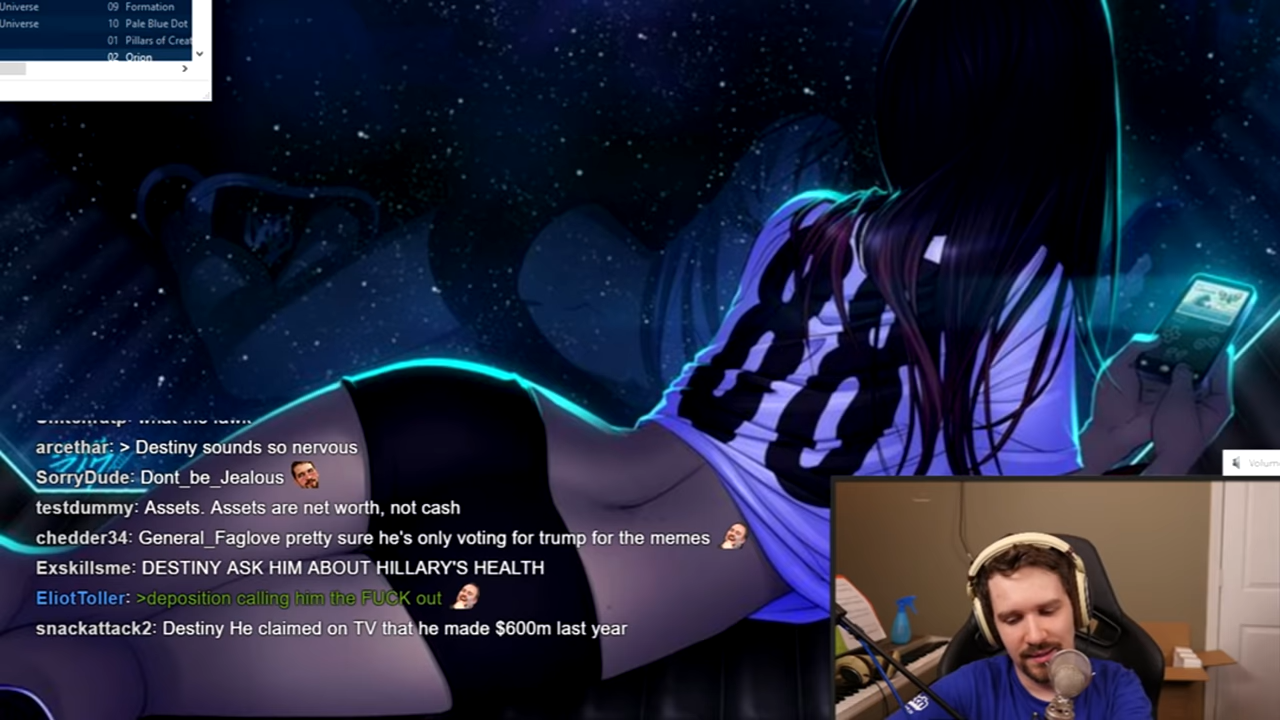 Universe 09 Formation
Universe 10 Pale Blue Dot
01 Pillars of Creat
02 Orion
arcethar: > Destiny sounds so nervous
SorryDude: Dont_be_Jealous
testdummy: Assets. Assets are net worth, not cash
chedder34: General_Faglove pretty sure he's only voting for trump for the memes
Exskillsme: DESTINY ASK HIM ABOUT HILLARY'S HEALTH
EliotToller: >deposition calling him the FUCK out
snackattack2: Destiny He claimed on TV that he made $600m last year
Volum